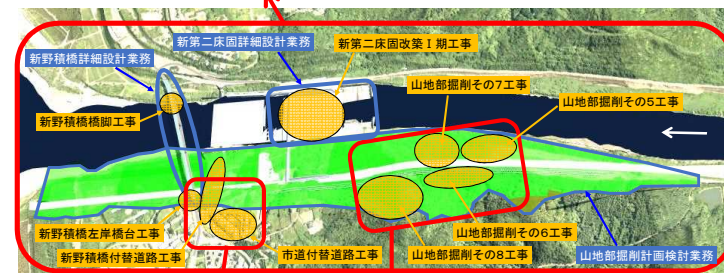 新第二床固詳細設計業務
新第二床固改築Ⅰ期工事
新野積橋詳細設計業務
山地部掘削その7工事
山地部掘削その5工事
新野積橋橋脚工事
新野積橋左岸橋台工事
山地部掘削その6工事
新野積橋付替道路工事
市道付替道路工事
山地部掘削その8工事
山地部掘削計画検討業務